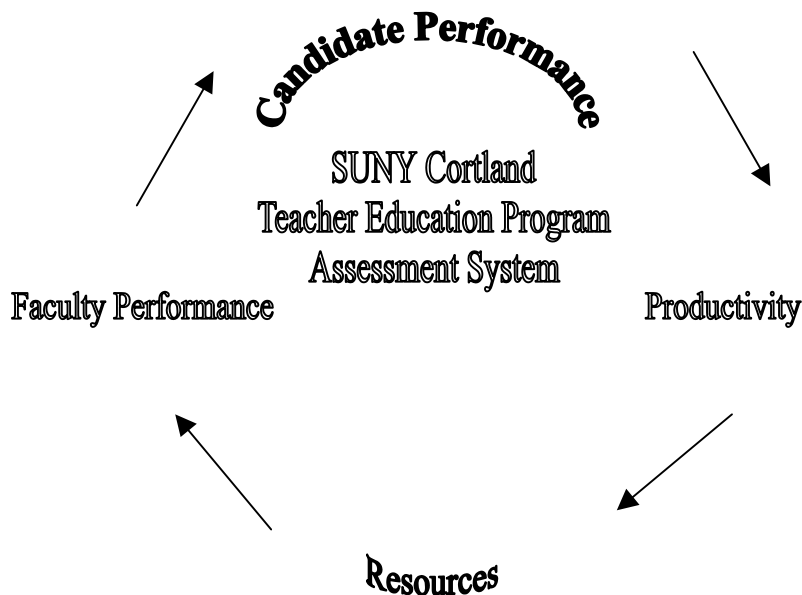 Candidate Performance
SUNY Cortland
Teacher Education Program
Assessment System
Faculty Performance
Productivity
Resources